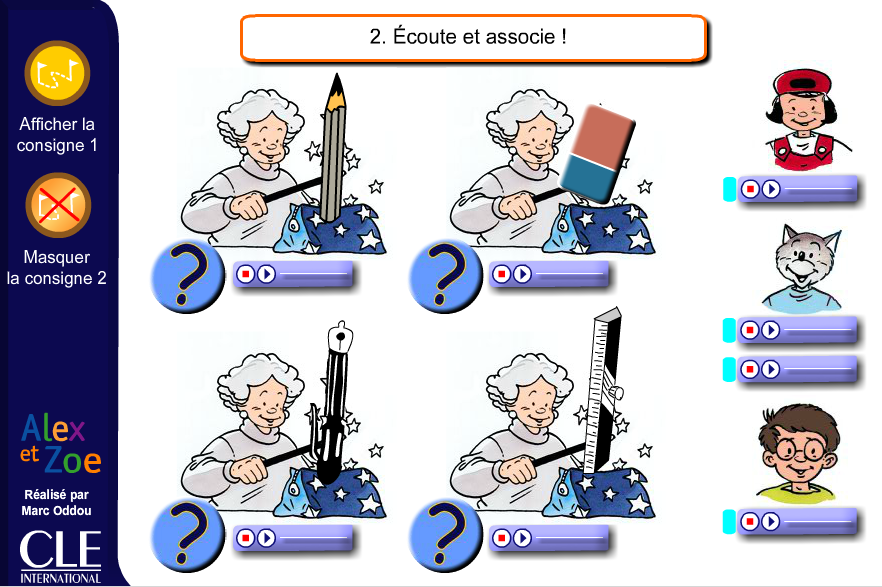 2. Écoute et associe !
Afficher la
consigne 1
Masquer
la consigne 2
Alex
et Zoe
Réalisé par
Marc Oddou
CLE
INTERNATIONAL
?
?
?
?